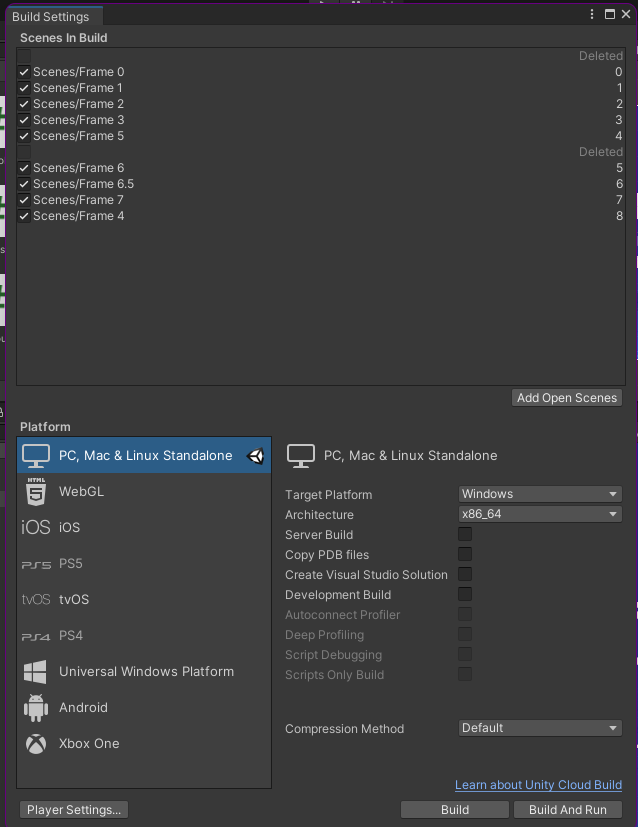 Build Settings
Scenes In Build
Deleted
Scenes/Frame 0 0
Scenes/Frame 1 1
Scenes/Frame 2 2
Scenes/Frame 3 3
Scenes/Frame 5 4
Deleted
Scenes/Frame 6 5
Scenes/Frame 6.5 6
Scenes/Frame 7 7
Scenes/Frame 4 8
Add Open Scenes
Platform
PC, Mac & Linux Standalone
HTML 5 WebGL
iOS iOS
PS5 PS5
tvOS tvOS
PS4 PS4
Universal Windows Platform
Android
Xbox One
PC, Mac & Linux Standalone
Target Platform Windows
Architecture x86_64
Server Build
Copy PDB files
Create Visual Studio Solution
Development Build
Autoconnect Profiler
Deep Profiling
Script Debugging
Scripts Only Build
Compression Method Default
Learn about Unity Cloud Build
Player Settings... Build Build And Run